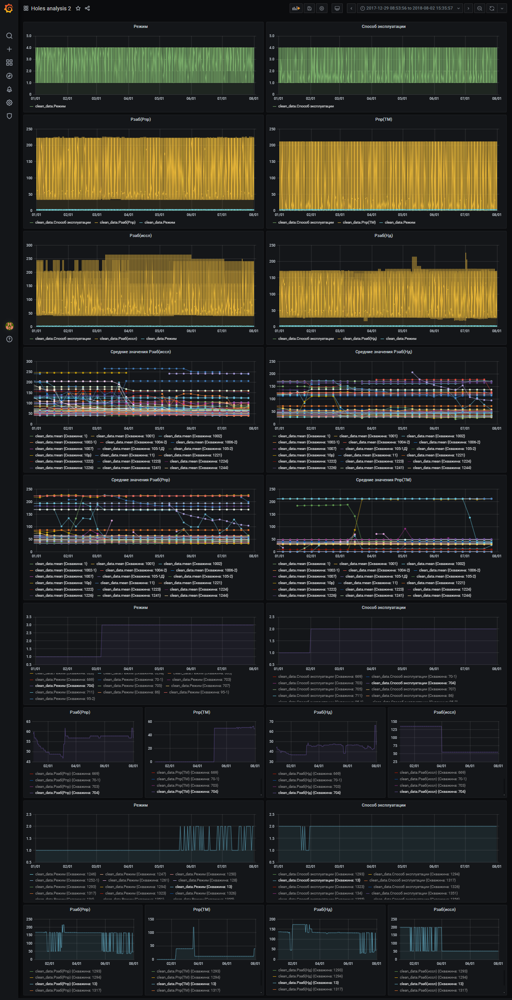 Holes analysis 2
2017-12-29 08:53:56 to 2018-08-02 15:35:57
Режим
5.0
4.0
3.0
2.0
1.0
0
01/01 02/01 03/01 04/01 05/01 06/01 07/01 08/01
clean_data.Режим
Способ эксплуатации
5.0
4.0
3.0
2.0
1.0
0
01/01 02/01 03/01 04/01 05/01 06/01 07/01 08/01
clean_data.Способ эксплуатации
Рзаб(Рпр)
250
200
150
100
50
0
01/01 02/01 03/01 04/01 05/01 06/01 07/01 08/01
clean_data.Способ эксплуатации clean_data.Рзаб(Рпр) clean_data.Режим
Рпр(ТМ)
250
200
150
100
50
0
01/01 02/01 03/01 04/01 05/01 06/01 07/01 08/01
clean_data.Способ эксплуатации clean_data.Рпр(ТМ) clean_data.Режим
Рзаб(иссл)
300
250
200
150
100
50
0
01/01 02/01 03/01 04/01 05/01 06/01 07/01 08/01
clean_data.Способ эксплуатации clean_data.Рзаб(иссл) clean_data.Режим
Рзаб(Нд)
250
200
150
100
50
0
01/01 02/01 03/01 04/01 05/01 06/01 07/01 08/01
clean_data.Способ эксплуатации clean_data.Рзаб(Нд) clean_data.Режим
Средние значения Рзаб(иссл)
300
250
200
150
100
50
0
01/01 02/01 03/01 04/01 05/01 06/01 07/01 08/01
clean_data.mean {Скважина: 1} clean_data.mean {Скважина: 1001} clean_data.mean {Скважина: 1002}
clean_data.mean {Скважина: 1002-1} clean_data.mean {Скважина: 1004-2} clean_data.mean {Скважина: 1006-2}
clean_data.mean {Скважина: 1007} clean_data.mean {Скважина: 105-1Д} clean_data.mean {Скважина: 105-2}
clean_data.mean {Скважина: 10р} clean_data.mean {Скважина: 11} clean_data.mean {Скважина: 1221}
clean_data.mean {Скважина: 1222} clean_data.mean {Скважина: 1223} clean_data.mean {Скважина: 1224}
clean_data.mean {Скважина: 1226} clean_data.mean {Скважина: 1241} clean_data.mean {Скважина: 1244}
Средние значения Рзаб(Нд)
250
200
150
100
50
0
01/01 02/01 03/01 04/01 05/01 06/01 07/01 08/01
clean_data.mean {Скважина: 1} clean_data.mean {Скважина: 1001} clean_data.mean {Скважина: 1002}
clean_data.mean {Скважина: 1002-1} clean_data.mean {Скважина: 1004-2} clean_data.mean {Скважина: 1006-2}
clean_data.mean {Скважина: 1007} clean_data.mean {Скважина: 105-1Д} clean_data.mean {Скважина: 105-2}
clean_data.mean {Скважина: 10р} clean_data.mean {Скважина: 11} clean_data.mean {Скважина: 1221}
clean_data.mean {Скважина: 1222} clean_data.mean {Скважина: 1223} clean_data.mean {Скважина: 1224}
clean_data.mean {Скважина: 1226} clean_data.mean {Скважина: 1241} clean_data.mean {Скважина: 1244}
Средние значения Рзаб(Рпр)
250
200
150
100
50
0
01/01 02/01 03/01 04/01 05/01 06/01 07/01 08/01
clean_data.mean {Скважина: 1} clean_data.mean {Скважина: 1001} clean_data.mean {Скважина: 1002}
clean_data.mean {Скважина: 1002-1} clean_data.mean {Скважина: 1004-2} clean_data.mean {Скважина: 1006-2}
clean_data.mean {Скважина: 1007} clean_data.mean {Скважина: 105-1Д} clean_data.mean {Скважина: 105-2}
clean_data.mean {Скважина: 10р} clean_data.mean {Скважина: 11} clean_data.mean {Скважина: 1221}
clean_data.mean {Скважина: 1222} clean_data.mean {Скважина: 1223} clean_data.mean {Скважина: 1224}
clean_data.mean {Скважина: 1226} clean_data.mean {Скважина: 1241} clean_data.mean {Скважина: 1244}
Средние значения Рпр(ТМ)
250
200
150
100
50
0
01/01 02/01 03/01 04/01 05/01 06/01 07/01 08/01
clean_data.mean {Скважина: 1} clean_data.mean {Скважина: 1001} clean_data.mean {Скважина: 1002}
clean_data.mean {Скважина: 1002-1} clean_data.mean {Скважина: 1004-2} clean_data.mean {Скважина: 1006-2}
clean_data.mean {Скважина: 1007} clean_data.mean {Скважина: 105-1Д} clean_data.mean {Скважина: 105-2}
clean_data.mean {Скважина: 10р} clean_data.mean {Скважина: 11} clean_data.mean {Скважина: 1221}
clean_data.mean {Скважина: 1222} clean_data.mean {Скважина: 1223} clean_data.mean {Скважина: 1224}
clean_data.mean {Скважина: 1226} clean_data.mean {Скважина: 1241} clean_data.mean {Скважина: 1244}
Режим
3.5
3.0
2.5
2.0
1.5
1.0
0.5
01/01 02/01 03/01 04/01 05/01 06/01 07/01 08/01
clean_data.Режим {Скважина: 669} clean_data.Режим {Скважина: 70-1} clean_data.Режим {Скважина: 703}
clean_data.Режим {Скважина: 704} clean_data.Режим {Скважина: 705} clean_data.Режим {Скважина: 707}
clean_data.Режим {Скважина: 711} clean_data.Режим {Скважина: 86} clean_data.Режим {Скважина: 95-1}
clean_data.Режим {Скважина: 95-2}
Способ эксплуатации
2.5
2.0
1.5
1.0
0.5
01/01 02/01 03/01 04/01 05/01 06/01 07/01 08/01
clean_data.Способ эксплуатации {Скважина: 669} clean_data.Способ эксплуатации {Скважина: 70-1}
clean_data.Способ эксплуатации {Скважина: 703} clean_data.Способ эксплуатации {Скважина: 704}
clean_data.Способ эксплуатации {Скважина: 705} clean_data.Способ эксплуатации {Скважина: 707}
clean_data.Способ эксплуатации {Скважина: 711} clean_data.Способ эксплуатации {Скважина: 86}
Рзаб(Рпр)
65
60
55
50
45
02/01 04/01 06/01 08/01
clean_data.Рзаб(Рпр) {Скважина: 669}
clean_data.Рзаб(Рпр) {Скважина: 70-1}
clean_data.Рзаб(Рпр) {Скважина: 703}
clean_data.Рзаб(Рпр) {Скважина: 704}
Рпр(ТМ)
60
40
20
0
02/01 04/01 06/01 08/01
clean_data.Рпр(ТМ) {Скважина: 669}
clean_data.Рпр(ТМ) {Скважина: 70-1}
clean_data.Рпр(ТМ) {Скважина: 703}
clean_data.Рпр(ТМ) {Скважина: 704}
Рзаб(Нд)
70
60
50
40
30
02/01 04/01 06/01 08/01
clean_data.Рзаб(Нд) {Скважина: 669}
clean_data.Рзаб(Нд) {Скважина: 70-1}
clean_data.Рзаб(Нд) {Скважина: 703}
clean_data.Рзаб(Нд) {Скважина: 704}
Рзаб(иссл)
150
125
100
75
50
25
02/01 04/01 06/01 08/01
clean_data.Рзаб(иссл) {Скважина: 669}
clean_data.Рзаб(иссл) {Скважина: 70-1}
clean_data.Рзаб(иссл) {Скважина: 703}
clean_data.Рзаб(иссл) {Скважина: 704}
Режим
2.5
2.0
1.5
1.0
0.5
01/01 02/01 03/01 04/01 05/01 06/01 07/01 08/01
clean_data.Режим {Скважина: 1246} clean_data.Режим {Скважина: 1247} clean_data.Режим {Скважина: 1250}
clean_data.Режим {Скважина: 1252-1} clean_data.Режим {Скважина: 1261} clean_data.Режим {Скважина: 128}
clean_data.Режим {Скважина: 1293} clean_data.Режим {Скважина: 1294} clean_data.Режим {Скважина: 13}
clean_data.Режим {Скважина: 1317} clean_data.Режим {Скважина: 1323} clean_data.Режим {Скважина: 1326}
Способ эксплуатации
2.5
2.0
1.5
1.0
0.5
01/01 02/01 03/01 04/01 05/01 06/01 07/01 08/01
clean_data.Способ эксплуатации {Скважина: 1293} clean_data.Способ эксплуатации {Скважина: 1294}
clean_data.Способ эксплуатации {Скважина: 13} clean_data.Способ эксплуатации {Скважина: 1317}
clean_data.Способ эксплуатации {Скважина: 1323} clean_data.Способ эксплуатации {Скважина: 1326}
clean_data.Способ эксплуатации {Скважина: 134} clean_data.Способ эксплуатации {Скважина: 1351}
Рзаб(Рпр)
250
200
150
100
50
0
02/01 04/01 06/01 08/01
clean_data.Рзаб(Рпр) {Скважина: 1293}
clean_data.Рзаб(Рпр) {Скважина: 1294}
clean_data.Рзаб(Рпр) {Скважина: 13}
clean_data.Рзаб(Рпр) {Скважина: 1317}
Рпр(ТМ)
150
100
50
0
02/01 04/01 06/01 08/01
clean_data.Рпр(ТМ) {Скважина: 1293}
clean_data.Рпр(ТМ) {Скважина: 1294}
clean_data.Рпр(ТМ) {Скважина: 13}
clean_data.Рпр(ТМ) {Скважина: 1317}
Рзаб(Нд)
200
150
100
50
0
02/01 04/01 06/01 08/01
clean_data.Рзаб(Нд) {Скважина: 1293}
clean_data.Рзаб(Нд) {Скважина: 1294}
clean_data.Рзаб(Нд) {Скважина: 13}
clean_data.Рзаб(Нд) {Скважина: 1317}
Рзаб(иссл)
250
200
150
100
50
0
02/01 04/01 06/01 08/01
clean_data.Рзаб(иссл) {Скважина: 1293}
clean_data.Рзаб(иссл) {Скважина: 1294}
clean_data.Рзаб(иссл) {Скважина: 13}
clean_data.Рзаб(иссл) {Скважина: 1317}